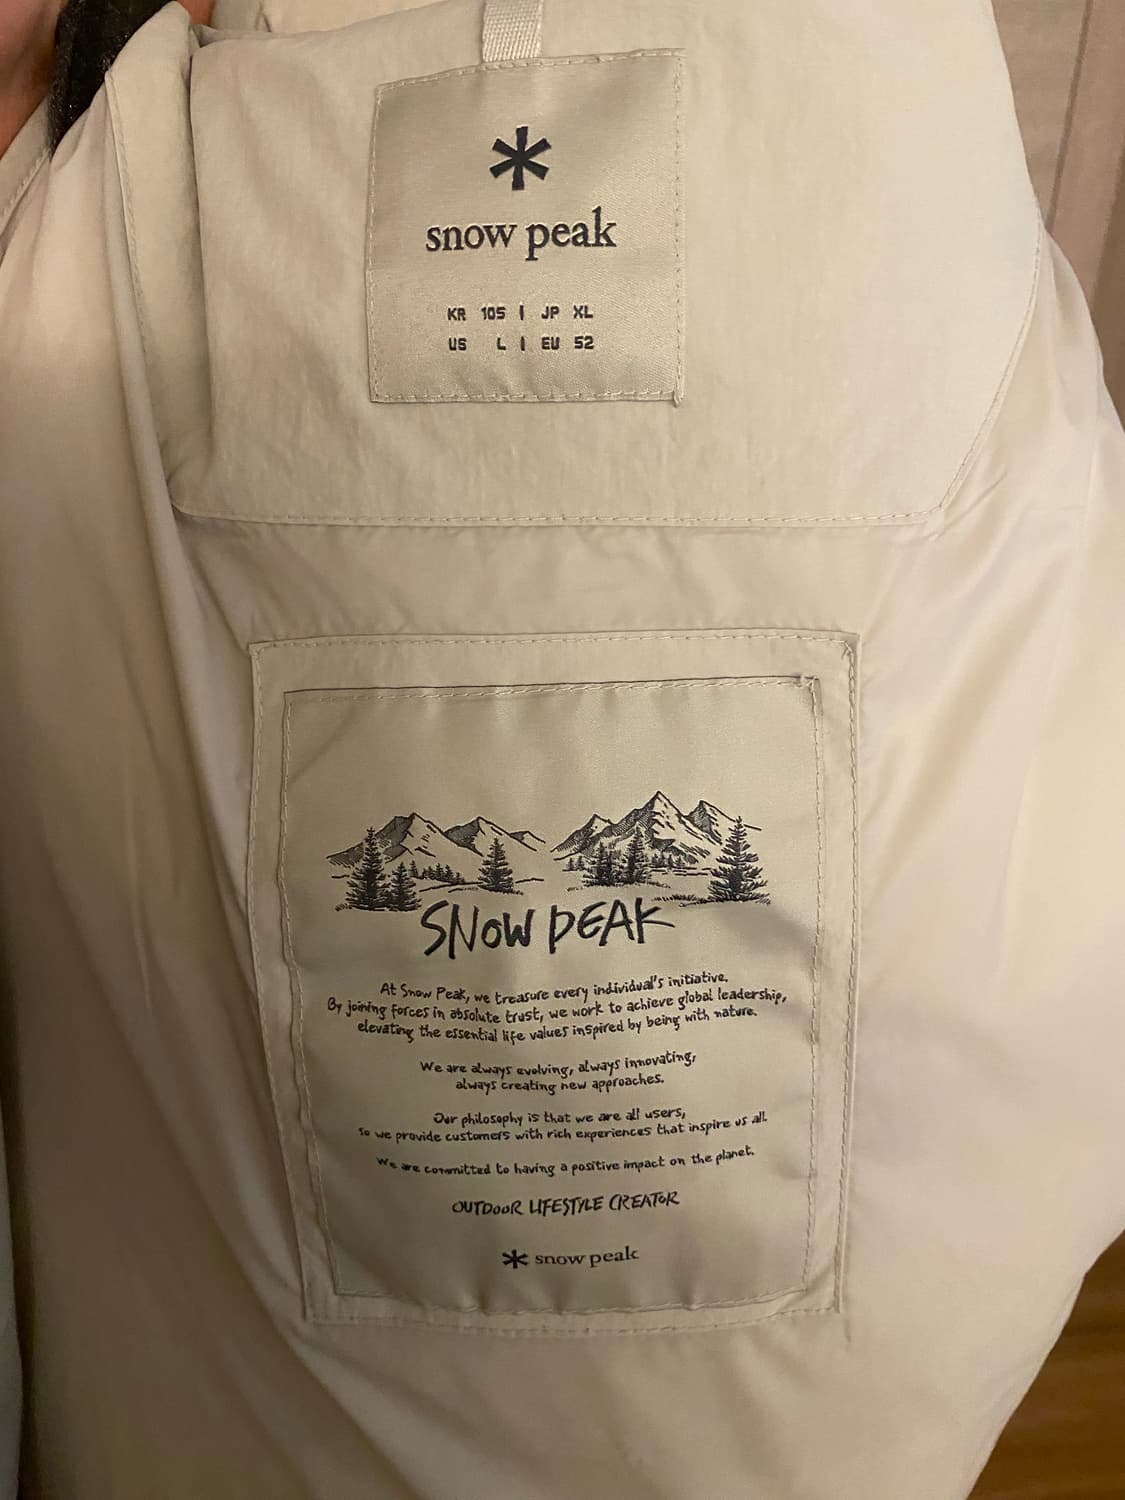 snow peak
KR 105 | JP XL
US L | EU 52
SNOW PEAK
At Snow Peak, we treasure every individual's initiative.
By joining forces in absolute trust, we work to achieve global leadership,
elevating the essential life values inspired by being with nature.
We are always evolving, always innovating,
always creating new approaches.
Our philosophy is that we are all users,
so we provide customers with rich experiences that inspire us all.
We are committed to having a positive impact on the planet.
OUTDOOR LIFESTYLE CREATOR
snow peak